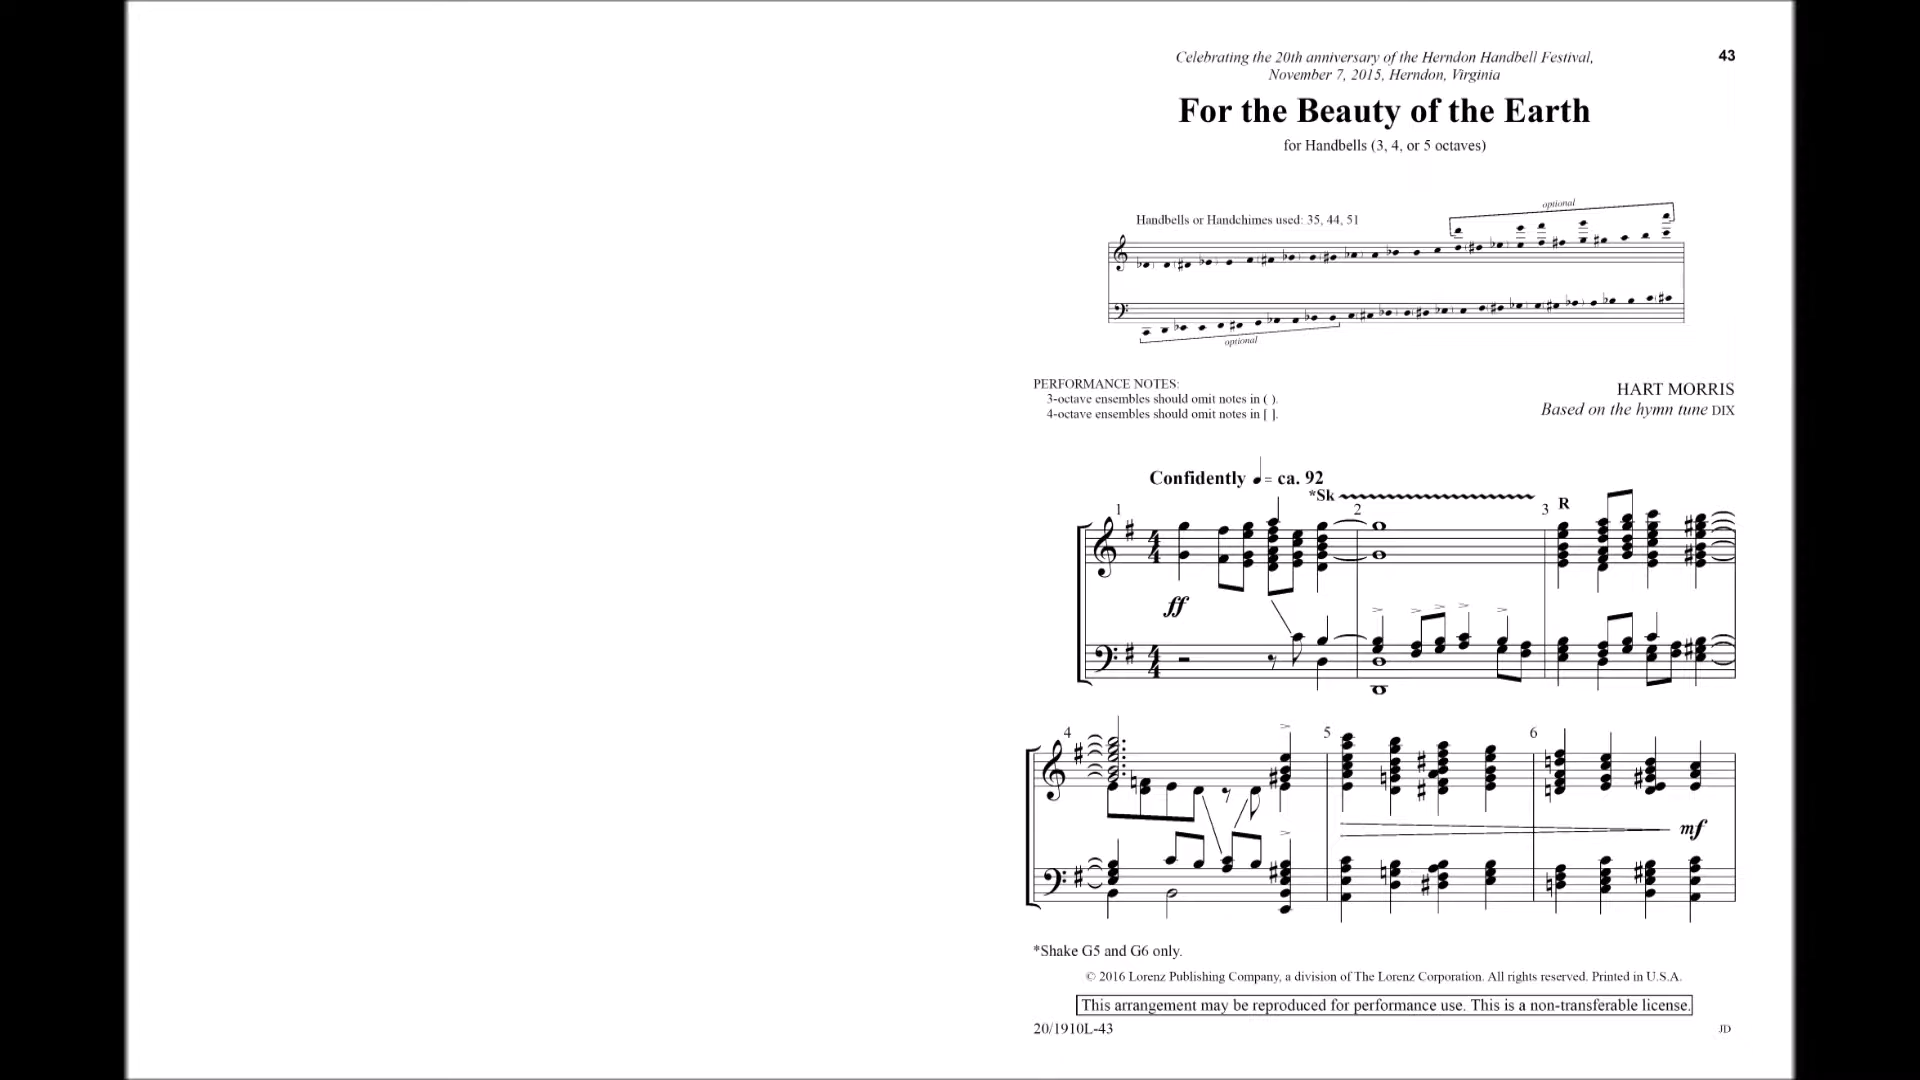 Celebrating the 20th anniversary of the Herndon Handbell Festival,
November 7, 2015, Herndon, Virginia
43
For the Beauty of the Earth
for Handbells (3, 4, or 5 octaves)
optional
Handbells or Handchimes used: 35, 44, 51
optional
PERFORMANCE NOTES:
3-octave ensembles should omit notes in ( ).
4-octave ensembles should omit notes in [ ].
HART MORRIS
Based on the hymn tune DIX
Confidently ♩ = ca. 92
*Sk
R
1
2
3
4
4
4
4
ff
4
5
6
mf
*Shake G5 and G6 only.
© 2016 Lorenz Publishing Company, a division of The Lorenz Corporation. All rights reserved. Printed in U.S.A.
This arrangement may be reproduced for performance use. This is a non-transferable license.
20/1910L-43
JD